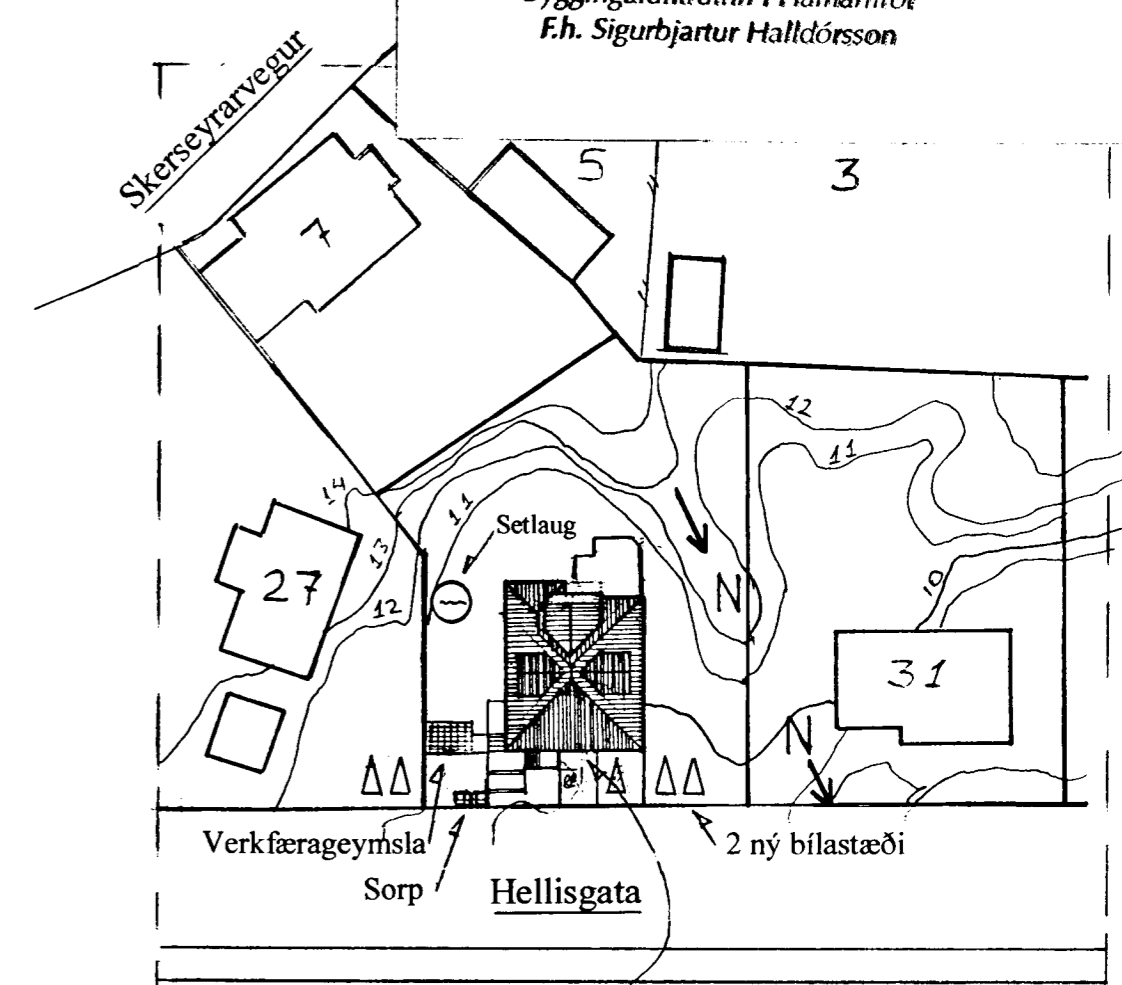 F.h. Sigurbjartur Halldórsson
Skerseyrarvegur
5
3
7
12
11
14
11
Setlaug
13
N
27
12
10
31
N
Verkfærageymsla
2 ný bílastæði
Sorp
Hellisgata